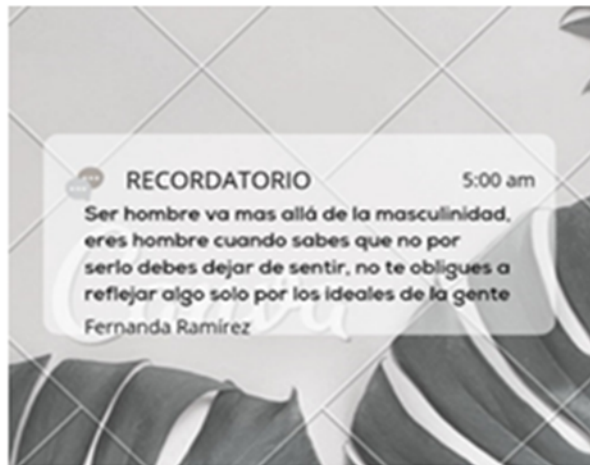 RECORDATORIO 5:00 am
Ser hombre va mas allá de la masculinidad,
eres hombre cuando sabes que no por
serlo debes dejar de sentir, no te obligues a
reflejar algo solo por los ideales de la gente
Fernanda Ramírez
Canva